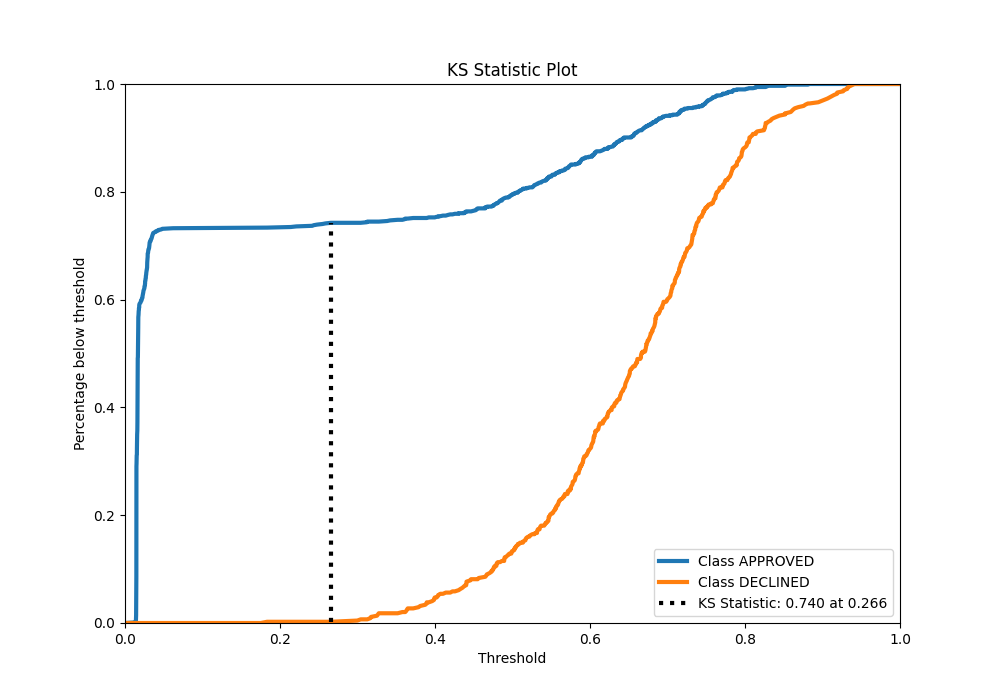 KS Statistic Plot
1.0
0.8
0.6
0.4
0.2
0.0
Percentage below threshold
0.0 0.2 0.4 0.6 0.8 1.0
Threshold
Class APPROVED
Class DECLINED
KS Statistic: 0.740 at 0.266